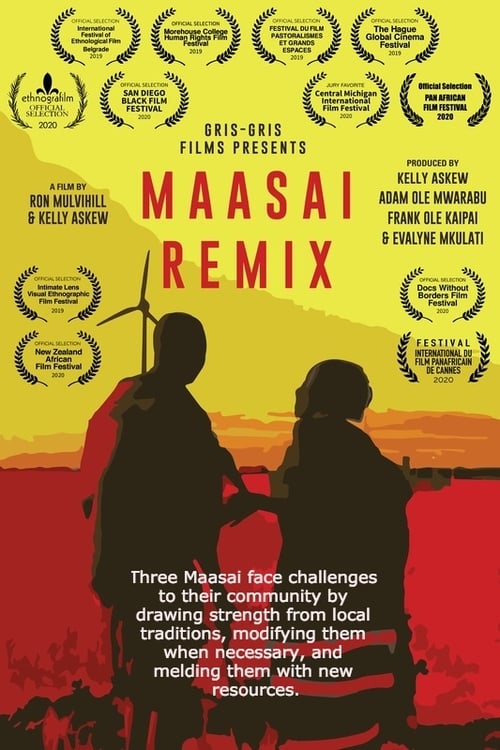 OFFICIAL SELECTION
International
Festival of
Ethnological Film
Belgrade
2019
OFFICIAL SELECTION
Morehouse College
Human Rights Film
Festival
2019
OFFICIAL SELECTION
FESTIVAL DU FILM
PASTORALISMES
ET GRANDS
ESPACES
2020
OFFICIAL SELECTION
The Hague
Global Cinema
Festival
2020
ethnografilm
OFFICIAL
SELECTION
2020
OFFICIAL SELECTION
SAN DIEGO
BLACK FILM
FESTIVAL
2020
JURY FAVORITE
Central Michigan
International Film
Festival
2020
Official Selection
PAN AFRICAN
FILM FESTIVAL
2020
GRIS-GRIS
FILMS PRESENTS
A FILM BY
RON MULVIHILL
& KELLY ASKEW
MAASAI
REMIX
PRODUCED BY
KELLY ASKEW
ADAM OLE MWARABU
FRANK OLE KAIPAI
& EVALYNE MKULATI
OFFICIAL SELECTION
Intimate Lens
Visual Ethnographic
Film Festival
2019
OFFICIAL SELECTION
New Zealand
African
Film Festival
2020
OFFICIAL SELECTION
Docs Without
Borders Film
Festival
2020
FESTIVAL
INTERNATIONAL DU
FILM PANAFRICAIN
DE CANNES
2020
Three Maasai face challenges
to their community by
drawing strength from local
traditions, modifying them
when necessary, and
melding them with new
resources.